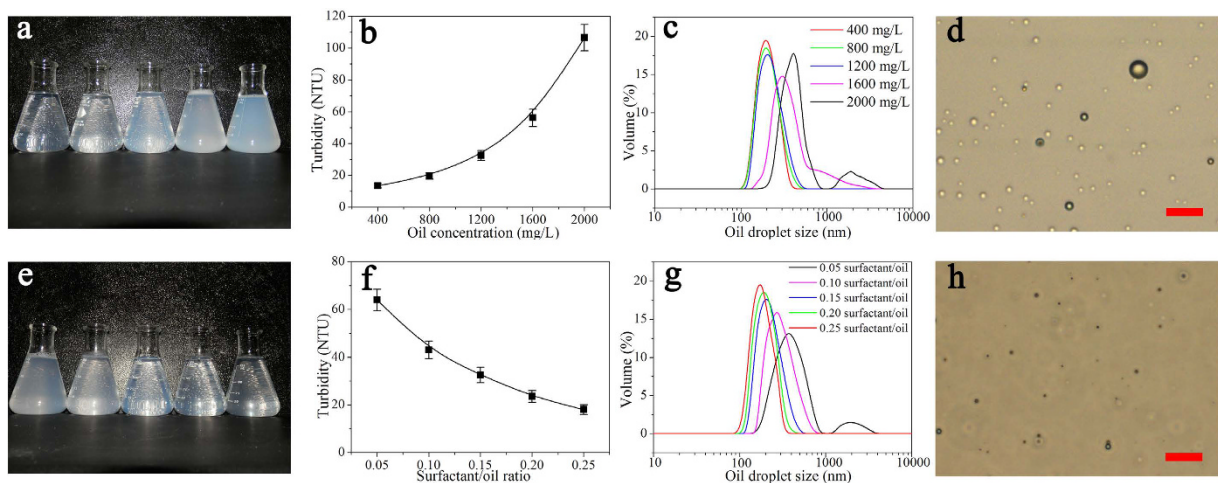 a
b
Turbidity (NTU)
120
100
80
60
40
20
0
400 800 1200 1600 2000
Oil concentration (mg/L)
c
Volume (%)
20
15
10
5
0
400 mg/L
800 mg/L
1200 mg/L
1600 mg/L
2000 mg/L
10 100 1000 10000
Oil droplet size (nm)
d
e
f
Turbidity (NTU)
80
60
40
20
0
0.05 0.10 0.15 0.20 0.25
Surfactant/oil ratio
g
Volume (%)
20
15
10
5
0
0.05 surfactant/oil
0.10 surfactant/oil
0.15 surfactant/oil
0.20 surfactant/oil
0.25 surfactant/oil
10 100 1000 10000
Oil droplet size (nm)
h